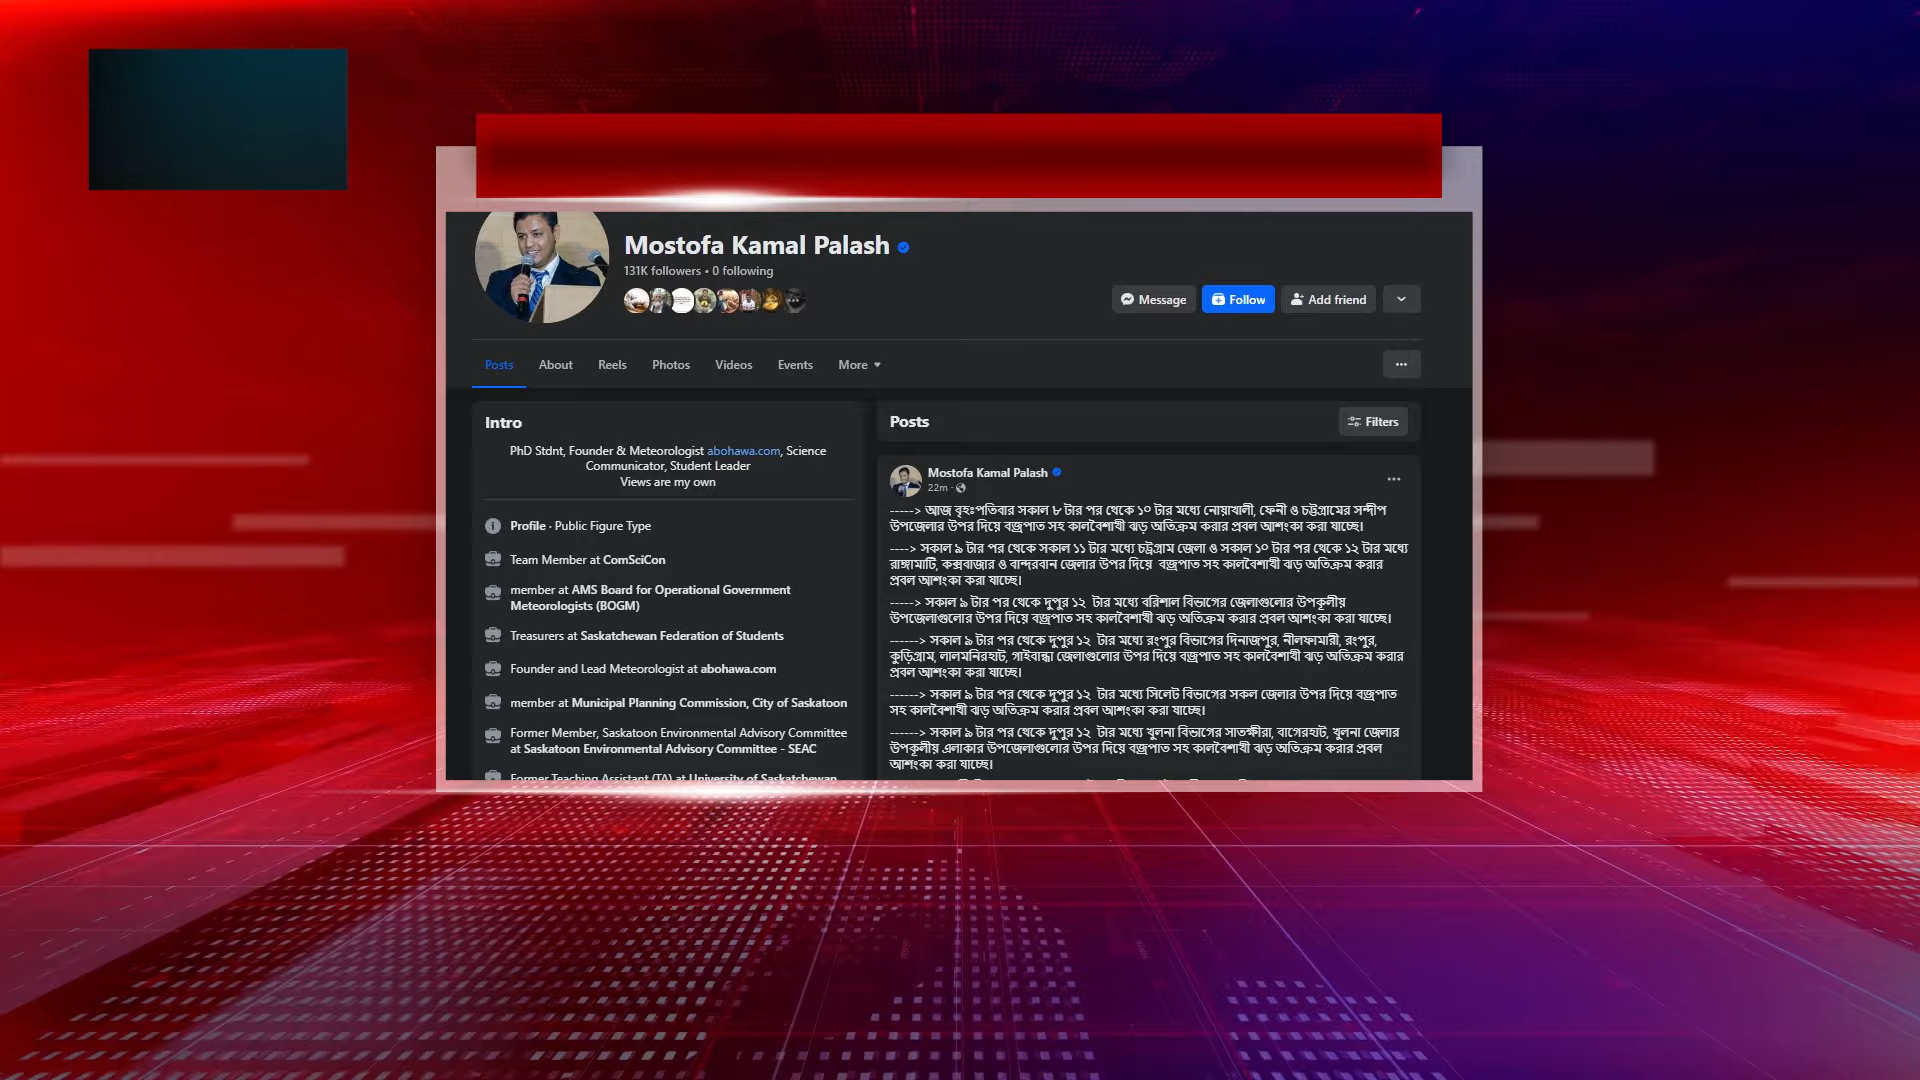 Mostofa Kamal Palash
131K followers • 0 following
Message
Follow
Add friend
Posts
About
Reels
Photos
Videos
Events
More
Intro
PhD Stdnt, Founder & Meteorologist abohawa.com, Science
Communicator, Student Leader
Views are my own
Profile · Public Figure Type
Team Member at ComSciCon
member at AMS Board for Operational Government
Meteorologists (BOGM)
Treasurers at Saskatchewan Federation of Students
Founder and Lead Meteorologist at abohawa.com
member at Municipal Planning Commission, City of Saskatoon
Former Member, Saskatoon Environmental Advisory Committee
at Saskatoon Environmental Advisory Committee - SEAC
Former Teaching Assistant (TA) at University of Saskatchewan
Posts
Filters
Mostofa Kamal Palash
22m ·
-----> আজ বৃহঃপতিবার সকাল ৮ টার পর থেকে ১০ টার মধ্যে নোয়াখালী, ফেনী ও চট্টগ্রামের সন্দ্বীপ
উপজেলার উপর দিয়ে বজ্রপাত সহ কালবৈশাখী ঝড় অতিক্রম করার প্রবল আশংকা করা যাচ্ছে।
----> সকাল ৯ টার পর থেকে সকাল ১১ টার মধ্যে চট্রগ্রাম জেলা ও সকাল ১০ টার পর থেকে ১২ টার মধ্যে
রাঙ্গামাটি, কক্সবাজার ও বান্দরবান জেলার উপর দিয়ে বজ্রপাত সহ কালবৈশাখী ঝড় অতিক্রম করার
প্রবল আশংকা করা যাচ্ছে।
-----> সকাল ৯ টার পর থেকে দুপুর ১২ টার মধ্যে বরিশাল বিভাগের জেলাগুলোর উপকূলীয়
উপজেলাগুলোর উপর দিয়ে বজ্রপাত সহ কালবৈশাখী ঝড় অতিক্রম করার প্রবল আশংকা করা যাচ্ছে।
------> সকাল ৯ টার পর থেকে দুপুর ১২ টার মধ্যে রংপুর বিভাগের দিনাজপুর, নীলফামারী, রংপুর,
কুড়িগ্রাম, লালমনিরহাট, গাইবান্ধা জেলাগুলোর উপর দিয়ে বজ্রপাত সহ কালবৈশাখী ঝড় অতিক্রম করার
প্রবল আশংকা করা যাচ্ছে।
------> সকাল ৯ টার পর থেকে দুপুর ১২ টার মধ্যে সিলেট বিভাগের সকল জেলার উপর দিয়ে বজ্রপাত
সহ কালবৈশাখী ঝড় অতিক্রম করার প্রবল আশংকা করা যাচ্ছে।
------> সকাল ৯ টার পর থেকে দুপুর ১২ টার মধ্যে খুলনা বিভাগের সাতক্ষীরা, বাগেরহাট, খুলনা জেলার
উপকূলীয় এলাকার উপজেলাগুলোর উপর দিয়ে বজ্রপাত সহ কালবৈশাখী ঝড় অতিক্রম করার প্রবল
আশংকা করা যাচ্ছে।